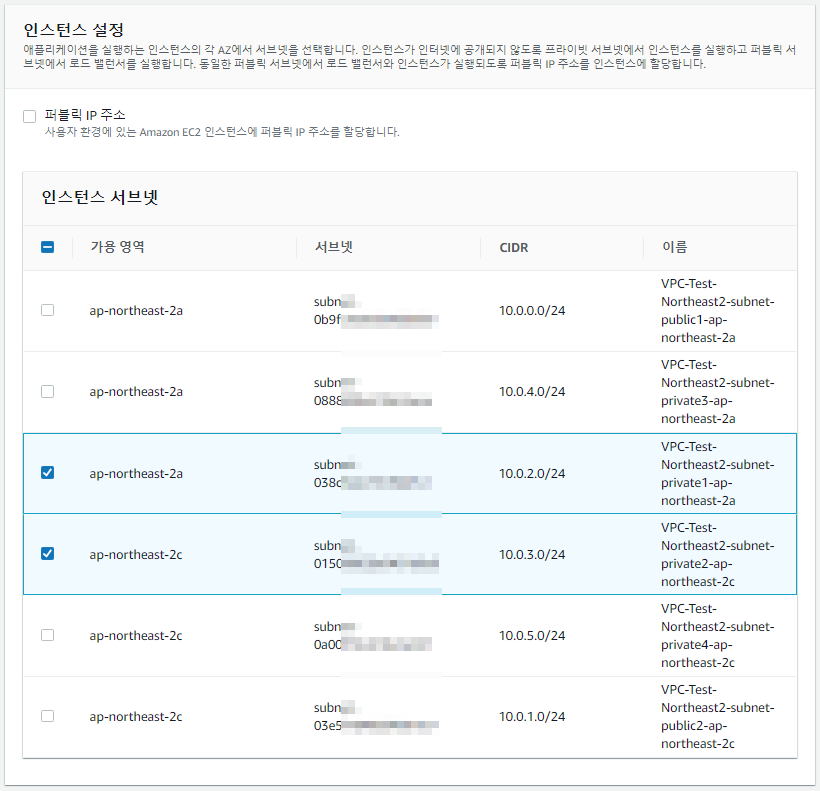 인스턴스 설정
애플리케이션을 실행하는 인스턴스의 각 AZ에서 서브넷을 선택합니다. 인스턴스가 인터넷에 공개되지 않도록 프라이빗 서브넷에서 인스턴스를 실행하고 퍼블릭 서
브넷에서 로드 밸런서를 실행합니다. 동일한 퍼블릭 서브넷에서 로드 밸런서와 인스턴스가 실행되도록 퍼블릭 IP 주소를 인스턴스에 할당합니다.
퍼블릭 IP 주소
사용자 환경에 있는 Amazon EC2 인스턴스에 퍼블릭 IP 주소를 할당합니다.
인스턴스 서브넷
가용 영역 서브넷 CIDR 이름
VPC-Test-
subn Northeast2-subnet-
ap-northeast-2a 10.0.0.0/24
0b9f public1-ap-
northeast-2a
VPC-Test-
subn Northeast2-subnet-
ap-northeast-2a 10.0.4.0/24
0888 private3-ap-
northeast-2a
VPC-Test-
subn Northeast2-subnet-
ap-northeast-2a 10.0.2.0/24
038c private1-ap-
northeast-2a
VPC-Test-
subn Northeast2-subnet-
ap-northeast-2c 10.0.3.0/24
0150 private2-ap-
northeast-2c
VPC-Test-
subn Northeast2-subnet-
ap-northeast-2c 10.0.5.0/24
0a00 private4-ap-
northeast-2c
VPC-Test-
subn Northeast2-subnet-
ap-northeast-2c 10.0.1.0/24
03e5 public2-ap-
northeast-2c